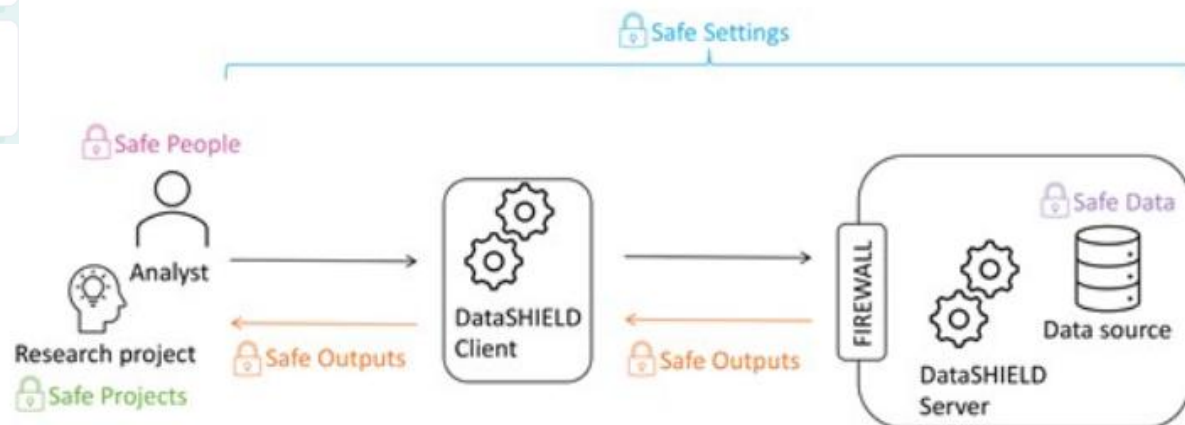 Safe Settings
Safe People
Analyst
Research project
Safe Projects
Safe Outputs
DataSHIELD
Client
Safe Outputs
FIREWALL
Safe Data
Data source
DataSHIELD
Server